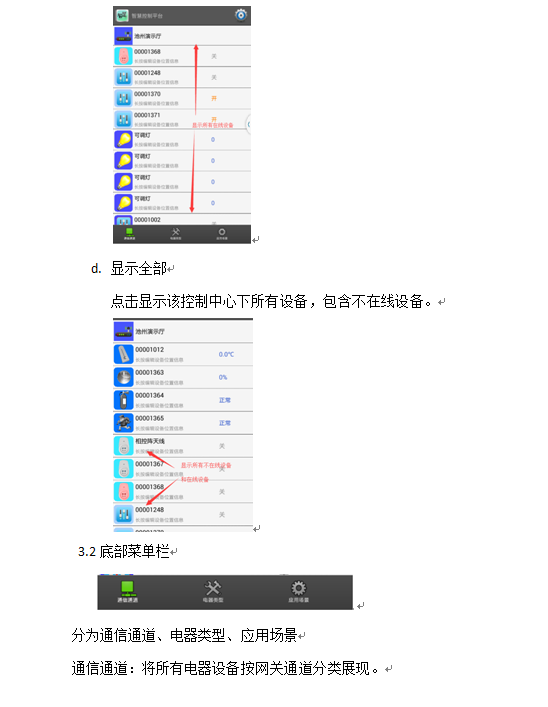 智慧控制平台
池州演示厅
00001368
关
长按编辑设备位置信息
00001248
关
长按编辑设备位置信息
00001370
开
长按编辑设备位置信息
00001371
开
长按编辑设备位置信息
显示所有在线设备
可调灯
0
长按编辑设备位置信息
可调灯
0
长按编辑设备位置信息
可调灯
0
长按编辑设备位置信息
可调灯
0
长按编辑设备位置信息
00001002
通信通道 电器类型 应用场景
d. 显示全部
点击显示该控制中心下所有设备，包含不在线设备。
池州演示厅
00001012
0.0℃
长按编辑设备位置信息
00001363
0%
长按编辑设备位置信息
00001364
正常
长按编辑设备位置信息
00001365
正常
长按编辑设备位置信息
相控阵天线
关
长按编辑设备位置信息
显示所有不在线设备
00001367
关
长按编辑设备位置信息
和在线设备
00001368
关
长按编辑设备位置信息
00001248
关
长按编辑设备位置信息
3.2 底部菜单栏
通信通道 电器类型 应用场景
分为通信通道、电器类型、应用场景
通信通道：将所有电器设备按网关通道分类展现。